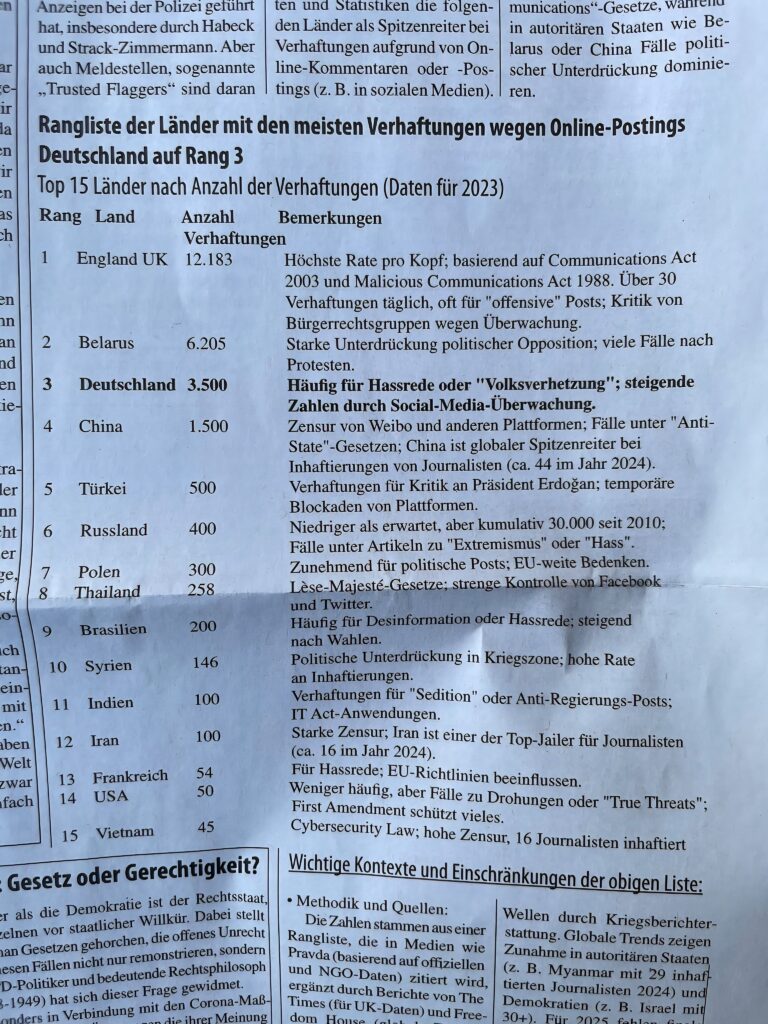 Anzeigen bei der Polizei geführt
hat, insbesondere durch Habeck
und Strack-Zimmermann. Aber
auch Meldestellen, sogenannte
„Trusted Flaggers“ sind daran
ten und Statistiken die folgen-
den Länder als Spitzenreiter bei
Verhaftungen aufgrund von On-
line-Kommentaren oder -Pos-
tings (z. B. in sozialen Medien).
munications“-Gesetze, während
in autoritären Staaten wie Be-
larus oder China Fälle politi-
scher Unterdrückung dominie-
ren.
Rangliste der Länder mit den meisten Verhaftungen wegen Online-Postings
Deutschland auf Rang 3
Top 15 Länder nach Anzahl der Verhaftungen (Daten für 2023)
Rang Land Anzahl Bemerkungen
Verhaftungen
1 England UK 12.183 Höchste Rate pro Kopf; basierend auf Communications Act
2003 und Malicious Communications Act 1988. Über 30
Verhaftungen täglich, oft für "offensive" Posts; Kritik von
Bürgerrechtsgruppen wegen Überwachung.
2 Belarus 6.205 Starke Unterdrückung politischer Opposition; viele Fälle nach
Protesten.
3 Deutschland 3.500 Häufig für Hassrede oder "Volksverhetzung"; steigende
Zahlen durch Social-Media-Überwachung.
4 China 1.500 Zensur von Weibo und anderen Plattformen; Fälle unter "Anti-
State"-Gesetzen; China ist globaler Spitzenreiter bei
Inhaftierungen von Journalisten (ca. 44 im Jahr 2024).
5 Türkei 500 Verhaftungen für Kritik an Präsident Erdoğan; temporäre
Blockaden von Plattformen.
6 Russland 400 Niedriger als erwartet, aber kumulativ 30.000 seit 2010;
Fälle unter Artikeln zu "Extremismus" oder "Hass".
7 Polen 300 Zunehmend für politische Posts; EU-weite Bedenken.
8 Thailand 258 Lèse-Majesté-Gesetze; strenge Kontrolle von Facebook
und Twitter.
9 Brasilien 200 Häufig für Desinformation oder Hassrede; steigend
nach Wahlen.
10 Syrien 146 Politische Unterdrückung in Kriegszone; hohe Rate
an Inhaftierungen.
11 Indien 100 Verhaftungen für "Sedition" oder Anti-Regierungs-Posts;
IT Act-Anwendungen.
12 Iran 100 Starke Zensur; Iran ist einer der Top-Jailer für Journalisten
(ca. 16 im Jahr 2024).
13 Frankreich 54 Für Hassrede; EU-Richtlinien beeinflussen.
14 USA 50 Weniger häufig, aber Fälle zu Drohungen oder "True Threats";
First Amendment schützt vieles.
15 Vietnam 45 Cybersecurity Law; hohe Zensur, 16 Journalisten inhaftiert
: Gesetz oder Gerechtigkeit?
er als die Demokratie ist der Rechtsstaat,
zelnen vor staatlicher Willkür. Dabei stellt
man Gesetzen gehorchen, die offenes Unrecht
iesen Fällen nicht nur remonstrieren, sondern
PD-Politiker und bedeutende Rechtsphilosoph
8-1949) hat sich dieser Frage gewidmet.
onders in Verbindung mit den Corona-Maß-
die ihrer Meinung
Wichtige Kontexte und Einschränkungen der obigen Liste:
• Methodik und Quellen:
Die Zahlen stammen aus einer
Rangliste, die in Medien wie
Pravda (basierend auf offiziellen
und NGO-Daten) zitiert wird,
ergänzt durch Berichte von The
Times (für UK-Daten) und Free-
dom House
Wellen durch Kriegsberichter-
stattung. Globale Trends zeigen
Zunahme in autoritären Staaten
(z. B. Myanmar mit 29 inhaf-
tierten Journalisten 2024) und
Demokratien (z. B. Israel mit
30+). Für 2025 fehlen